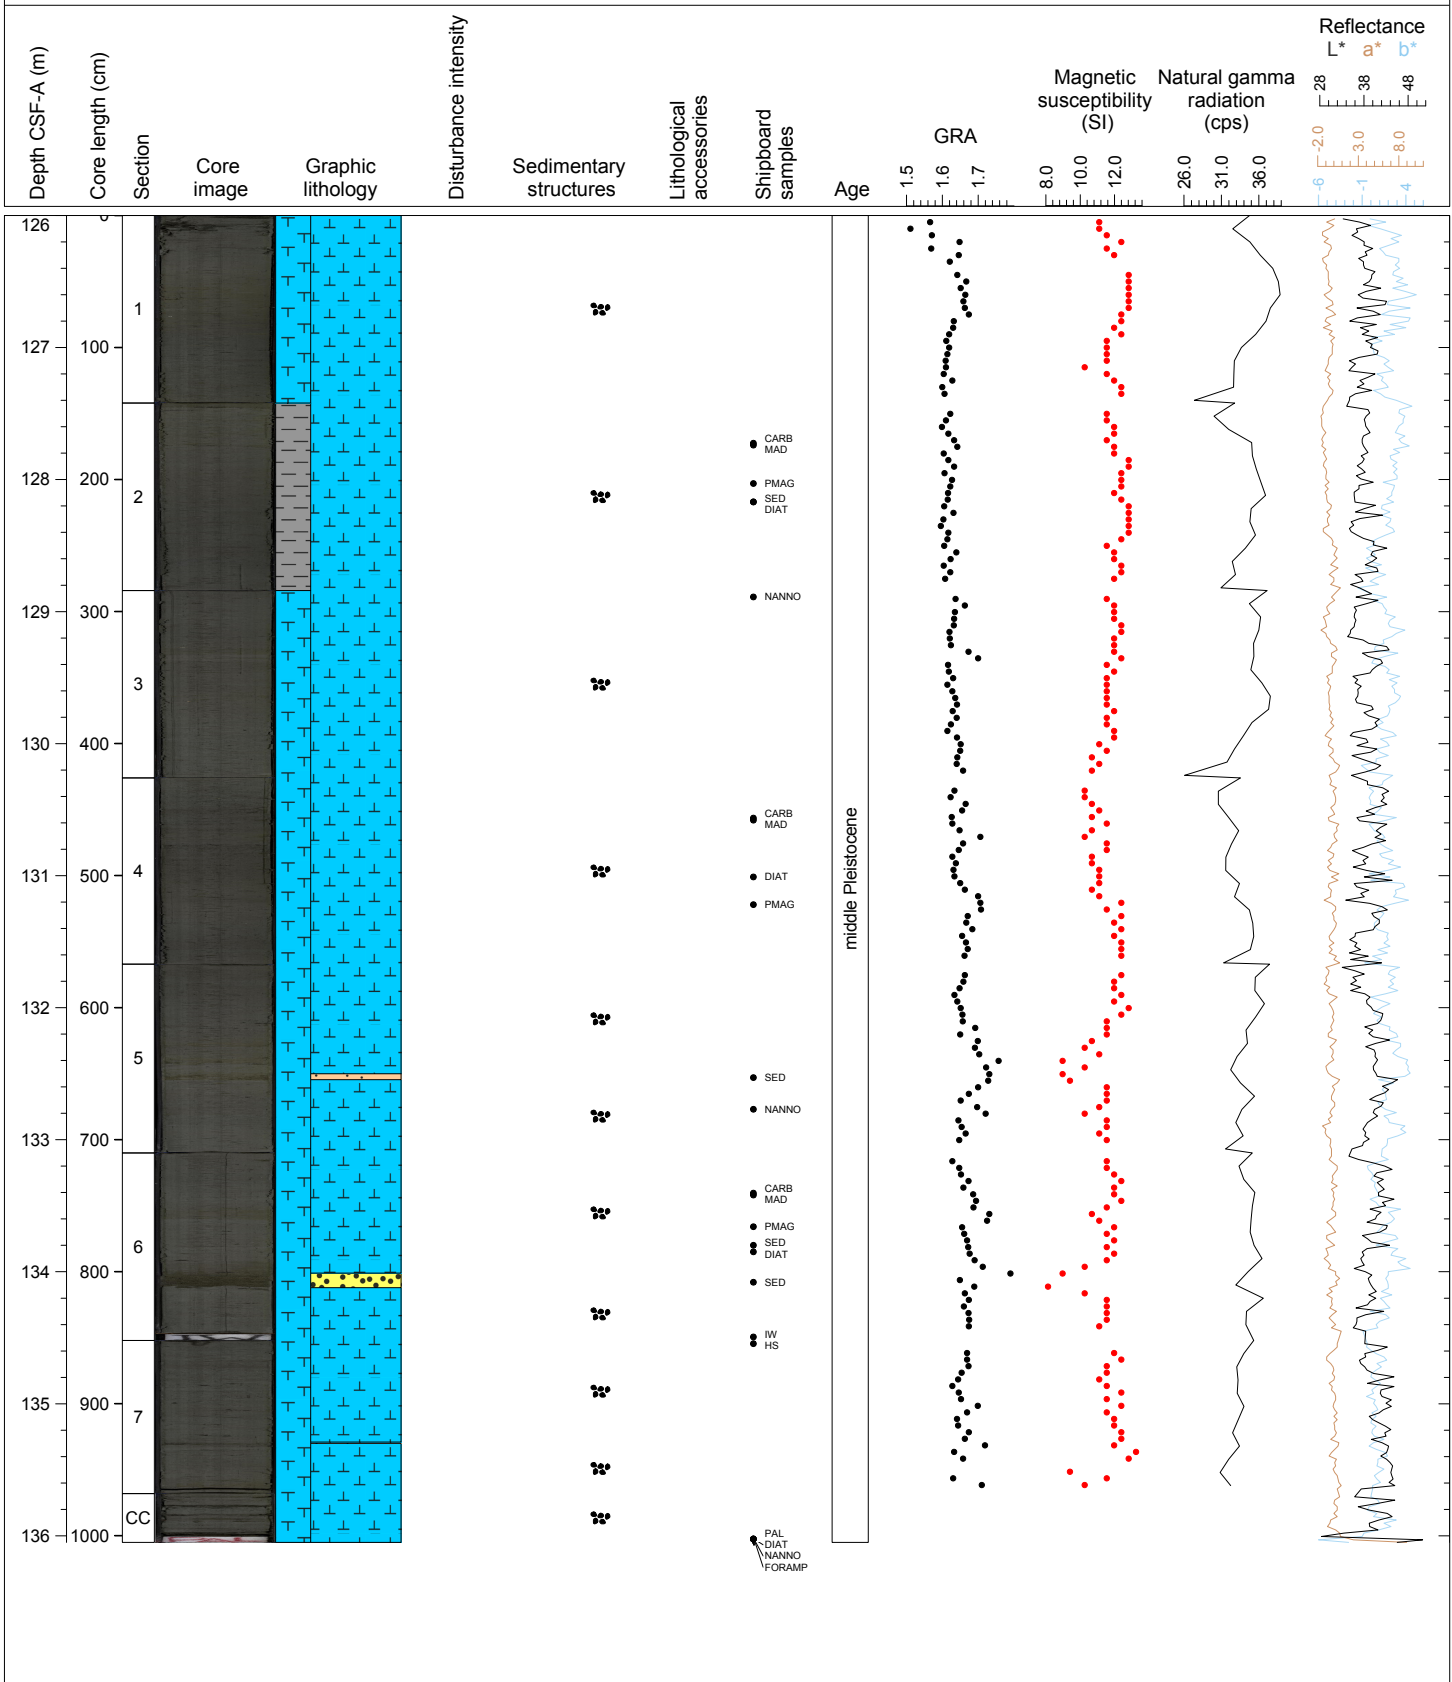 Depth CSF-A (m)
Core length (cm)
Section
Core
image
Graphic
lithology
Disturbance intensity
Sedimentary
structures
Lithological
accessories
Shipboard
samples
Age
GRA
1.5 1.6 1.7
Magnetic
susceptibility
(SI)
8.0 10.0 12.0
Natural gamma
radiation
(cps)
26.0 31.0 36.0
Reflectance
L* a* b*
28 38 48
-2.0 3.0 8.0
-6 -1 4
126 0
1
127 100
CARB
MAD
128 200
2
PMAG
SED
DIAT
129 300
NANNO
3
130 400
CARB
MAD
131 500
4
DIAT
PMAG
middle Pleistocene
132 600
5
SED
NANNO
133 700
CARB
MAD
PMAG
6
SED
DIAT
134 800
SED
IW
HS
135 900
7
CC
136 1000
PAL
DIAT
NANNO
FORAMP